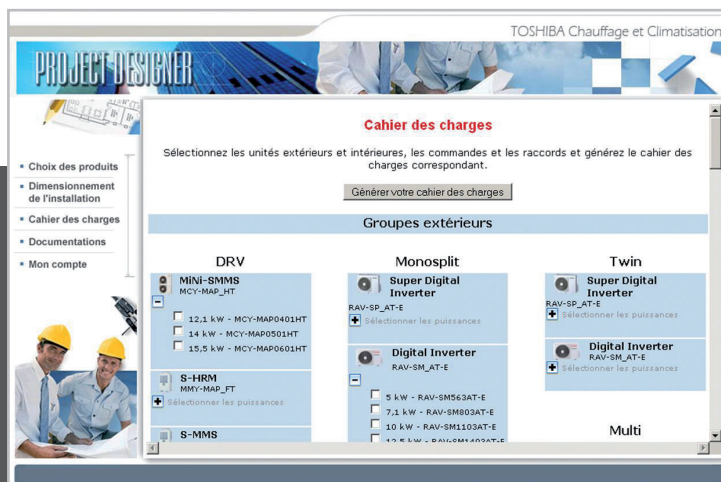 TOSHIBA Chauffage et Climatisation
PROJECT DESIGNER
Choix des produits
Dimensionnement
de l'installation
Cahier des charges
Documentations
Mon compte
Cahier des charges
Sélectionnez les unités extérieurs et intérieures, les commandes et les raccords et générez le cahier des
charges correspondant.
Générer votre cahier des charges
Groupes extérieurs
DRV
MiNi-SMMS
MCY-MAP_HT
12,1 kW - MCY-MAP0401HT
14 kW - MCY-MAP0501HT
15,5 kW - MCY-MAP0601HT
S-HRM
MMY-MAP_FT
Sélectionner les puissances
S-MMS
Monosplit
Super Digital
Inverter
RAV-SP_AT-E
Sélectionner les puissances
Digital Inverter
RAV-SM_AT-E
5 kW - RAV-SM563AT-E
7,1 kW - RAV-SM803AT-E
10 kW - RAV-SM1103AT-E
12,5 kW - RAV-SM1403AT-E
Twin
Super Digital
Inverter
RAV-SP_AT-E
Sélectionner les puissances
Digital Inverter
RAV-SM_AT-E
Sélectionner les puissances
Multi